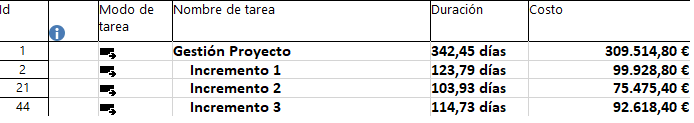 Id Modo de tarea Nombre de tarea Duración Costo
1 Gestión Proyecto 342,45 días 309.514,80 €
2 Incremento 1 123,79 días 99.928,80 €
21 Incremento 2 103,93 días 75.475,40 €
44 Incremento 3 114,73 días 92.618,40 €